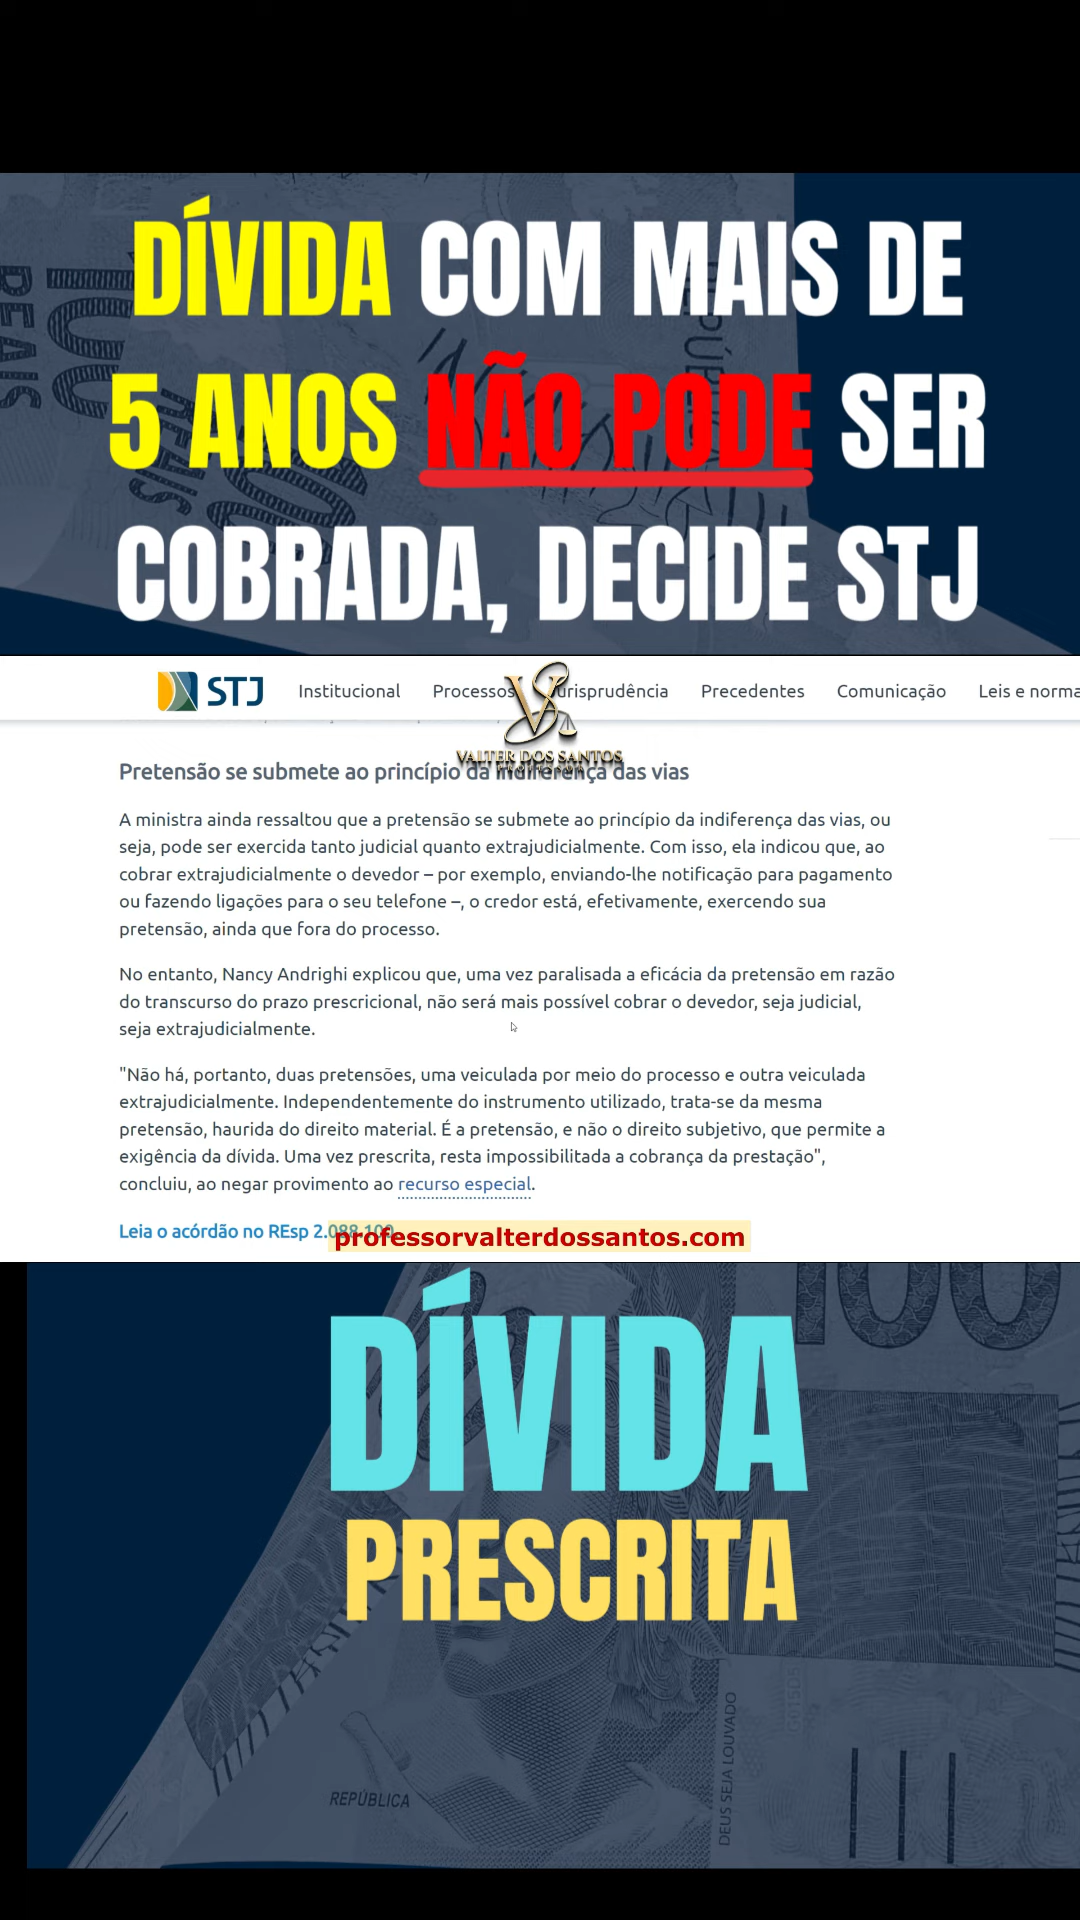 DÍVIDA COM MAIS DE
5 ANOS NÃO PODE SER
COBRADA, DECIDE STJ
REAIS
REAIS
STJ
Institucional
Processos
Jurisprudência
Precedentes
Comunicação
Leis e norma
VS
VALTER DOS SANTOS
Pretensão se submete ao princípio da indiferença das vias
A ministra ainda ressaltou que a pretensão se submete ao princípio da indiferença das vias, ou
seja, pode ser exercida tanto judicial quanto extrajudicialmente. Com isso, ela indicou que, ao
cobrar extrajudicialmente o devedor – por exemplo, enviando-lhe notificação para pagamento
ou fazendo ligações para o seu telefone –, o credor está, efetivamente, exercendo sua
pretensão, ainda que fora do processo.
No entanto, Nancy Andrighi explicou que, uma vez paralisada a eficácia da pretensão em razão
do transcurso do prazo prescricional, não será mais possível cobrar o devedor, seja judicial,
seja extrajudicialmente.
"Não há, portanto, duas pretensões, uma veiculada por meio do processo e outra veiculada
extrajudicialmente. Independentemente do instrumento utilizado, trata-se da mesma
pretensão, haurida do direito material. É a pretensão, e não o direito subjetivo, que permite a
exigência da dívida. Uma vez prescrita, resta impossibilitada a cobrança da prestação",
concluiu, ao negar provimento ao recurso especial.
Leia o acórdão no REsp 2.088.100
professorvalterdossantos.com
100
DÍVIDA
PRESCRITA
REPÚBLICA
DEUS SEJA LOUVADO